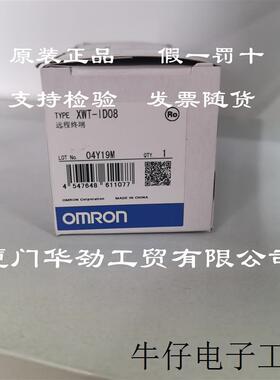 原装正品 假一罚十
支持检验 发票随货
TYPE XWT-ID08
远程终端
Ro
LOT No. 04Y19M QTY. 1
4 547648 611077
OMRON
OMRON Corporation MADE IN CHINA
厦门华劲工贸有限公司
牛仔电子工